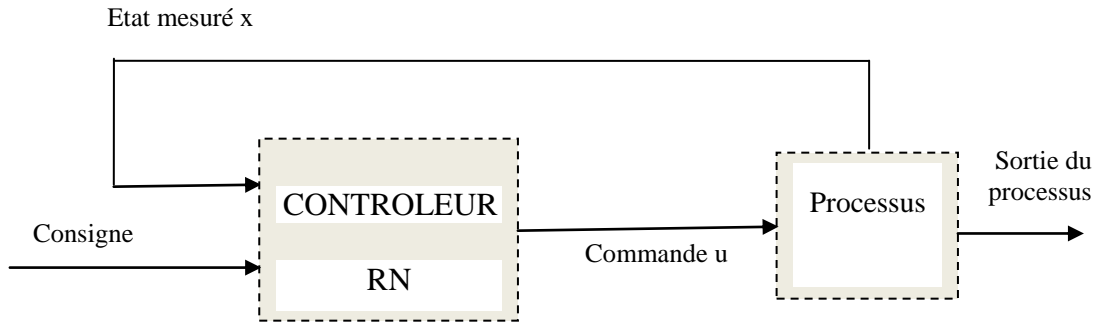 Etat mesuré x
Sortie du
processus
CONTROLEUR
Processus
Consigne
Commande u
RN